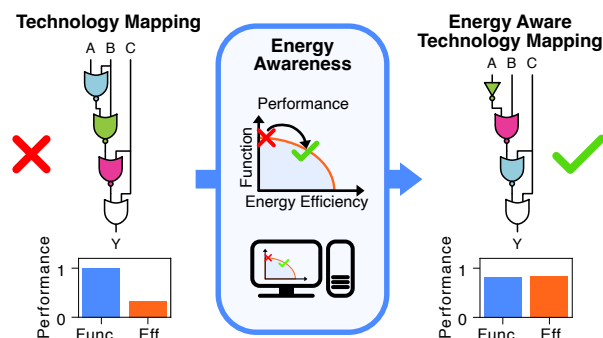 Technology Mapping
A B C
Y
Performance
1
0
Func
Eff
Energy
Awareness
Performance
Function
Energy Efficiency
Energy Aware
Technology Mapping
A B C
Y
Performance
1
0
Func
Eff